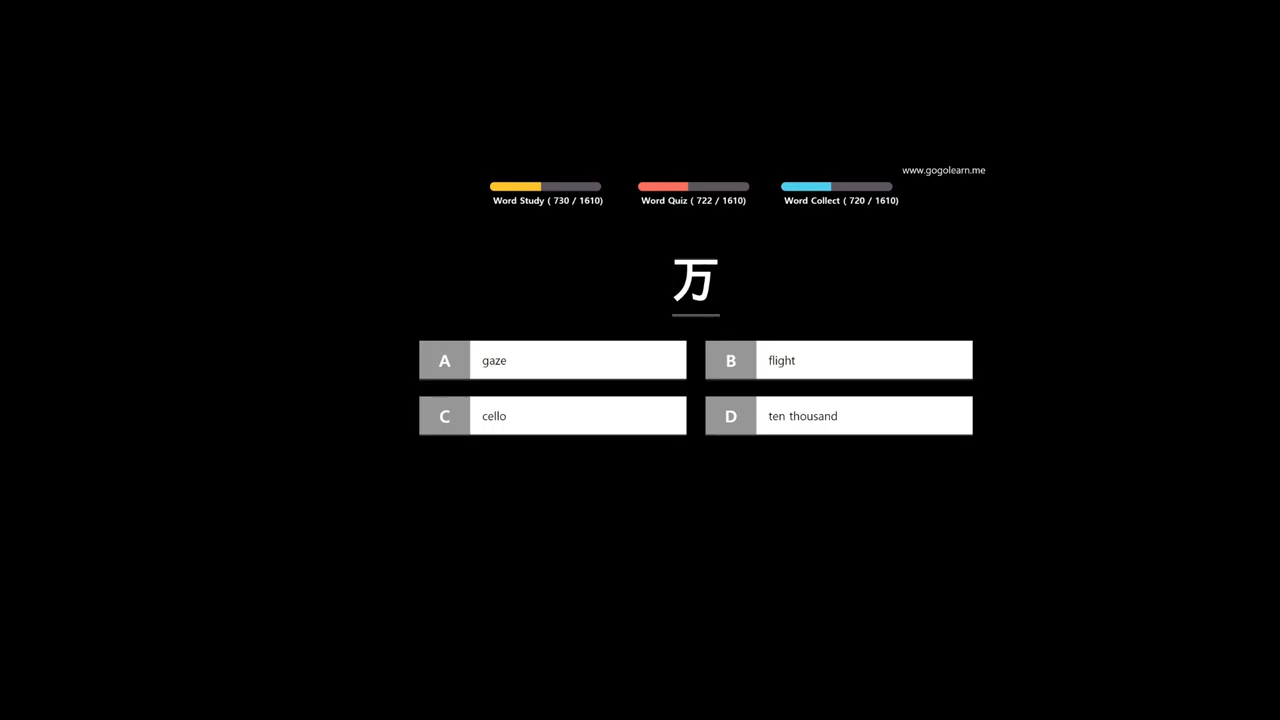 www.gogolearn.me
Word Study ( 730 / 1610)
Word Quiz ( 722 / 1610)
Word Collect ( 720 / 1610)
万
A gaze
B flight
C cello
D ten thousand